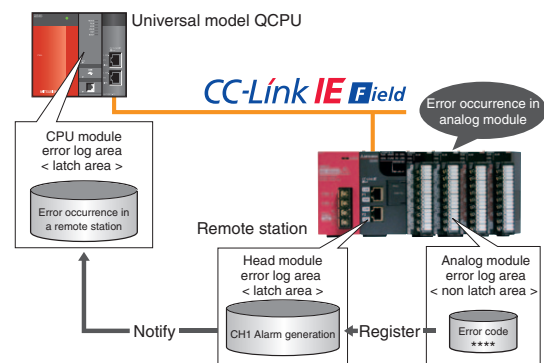 Universal model QCPU
CC-Link IE Field
Error occurrence in
analog module
CPU module
error log area
< latch area >
Error occurrence in
a remote station
Remote station
Head module
error log area
< latch area >
CH1 Alarm generation
Analog module
error log area
< non latch area >
Error code
****
Notify
Register